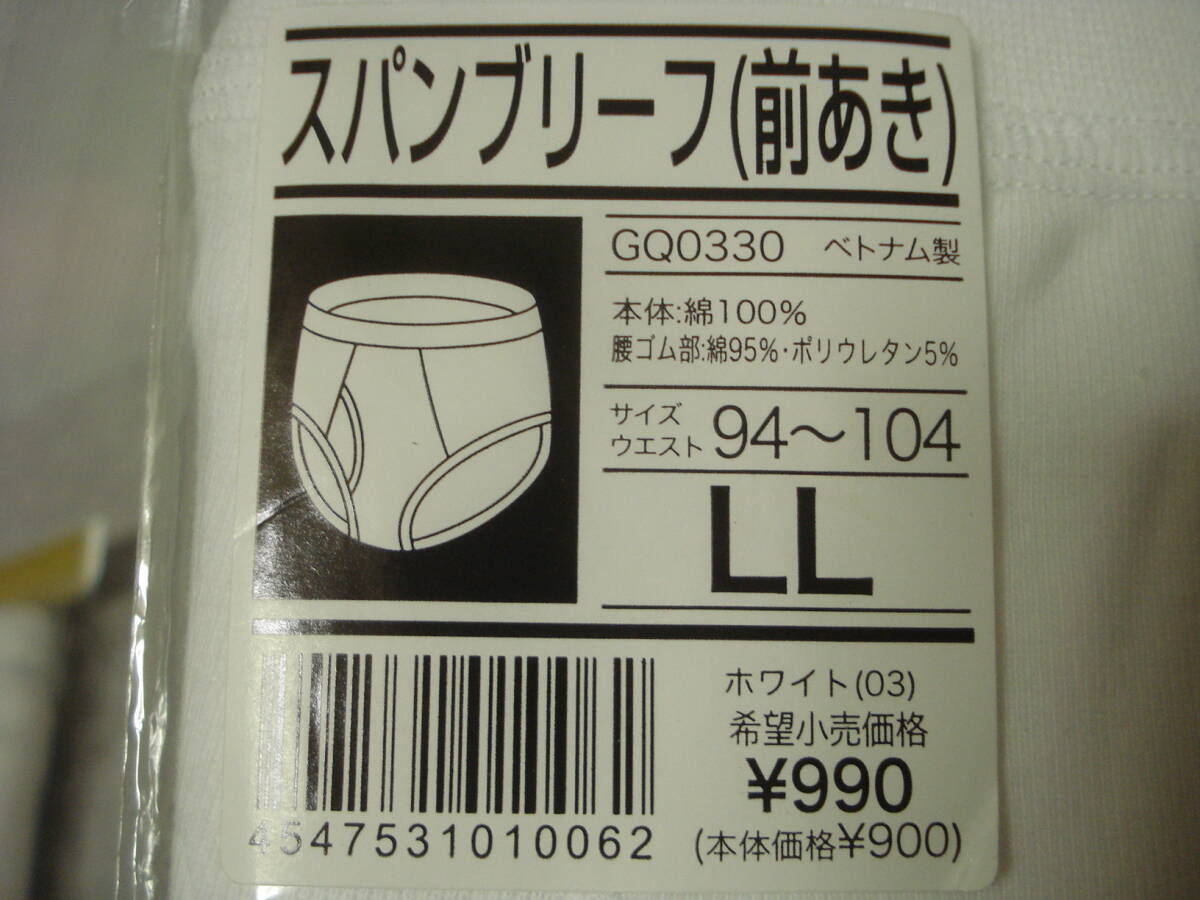 スパンブリーフ(前あき)
GQ0330 ベトナム製
本体:綿100%
腰ゴム部:綿95%・ポリウレタン5%
サイズ
ウエスト 94～104
LL
ホワイト(03)
希望小売価格
¥990
(本体価格¥900)
4547531010062